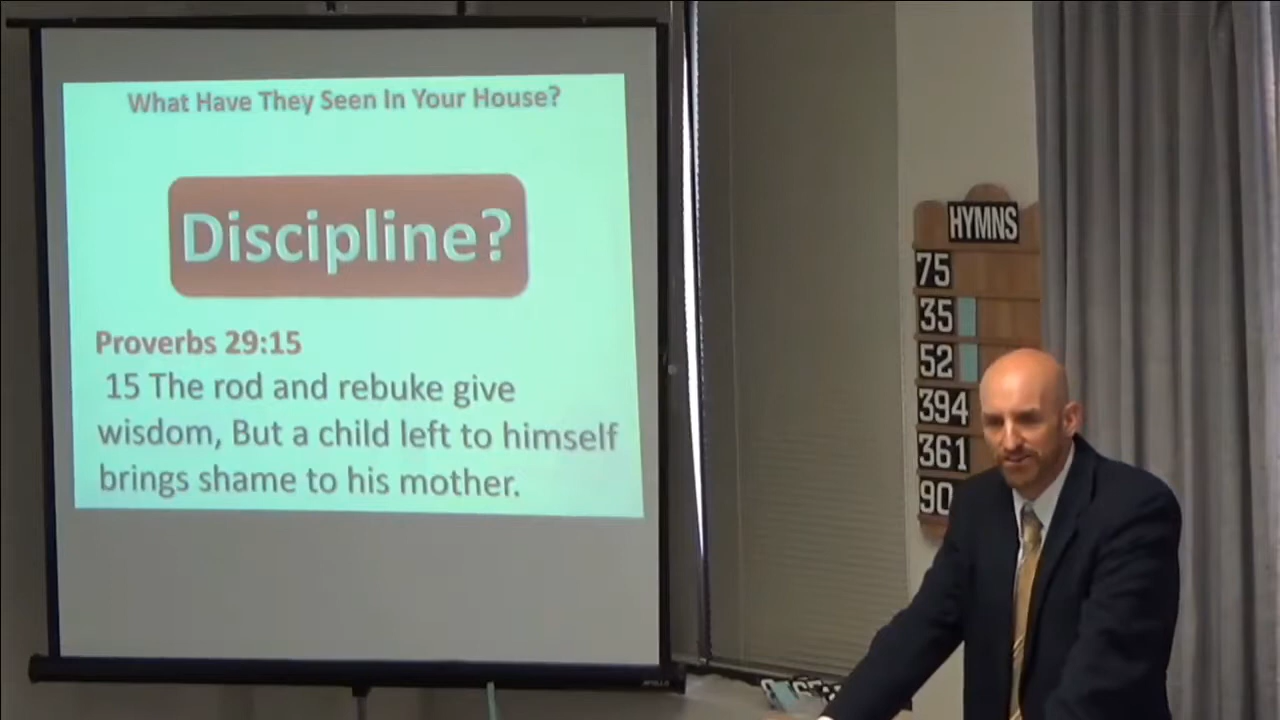 What Have They Seen In Your House?
Discipline?
Proverbs 29:15
15 The rod and rebuke give
wisdom, But a child left to himself
brings shame to his mother.
HYMNS
75
35
52
394
361
90
APOLLO